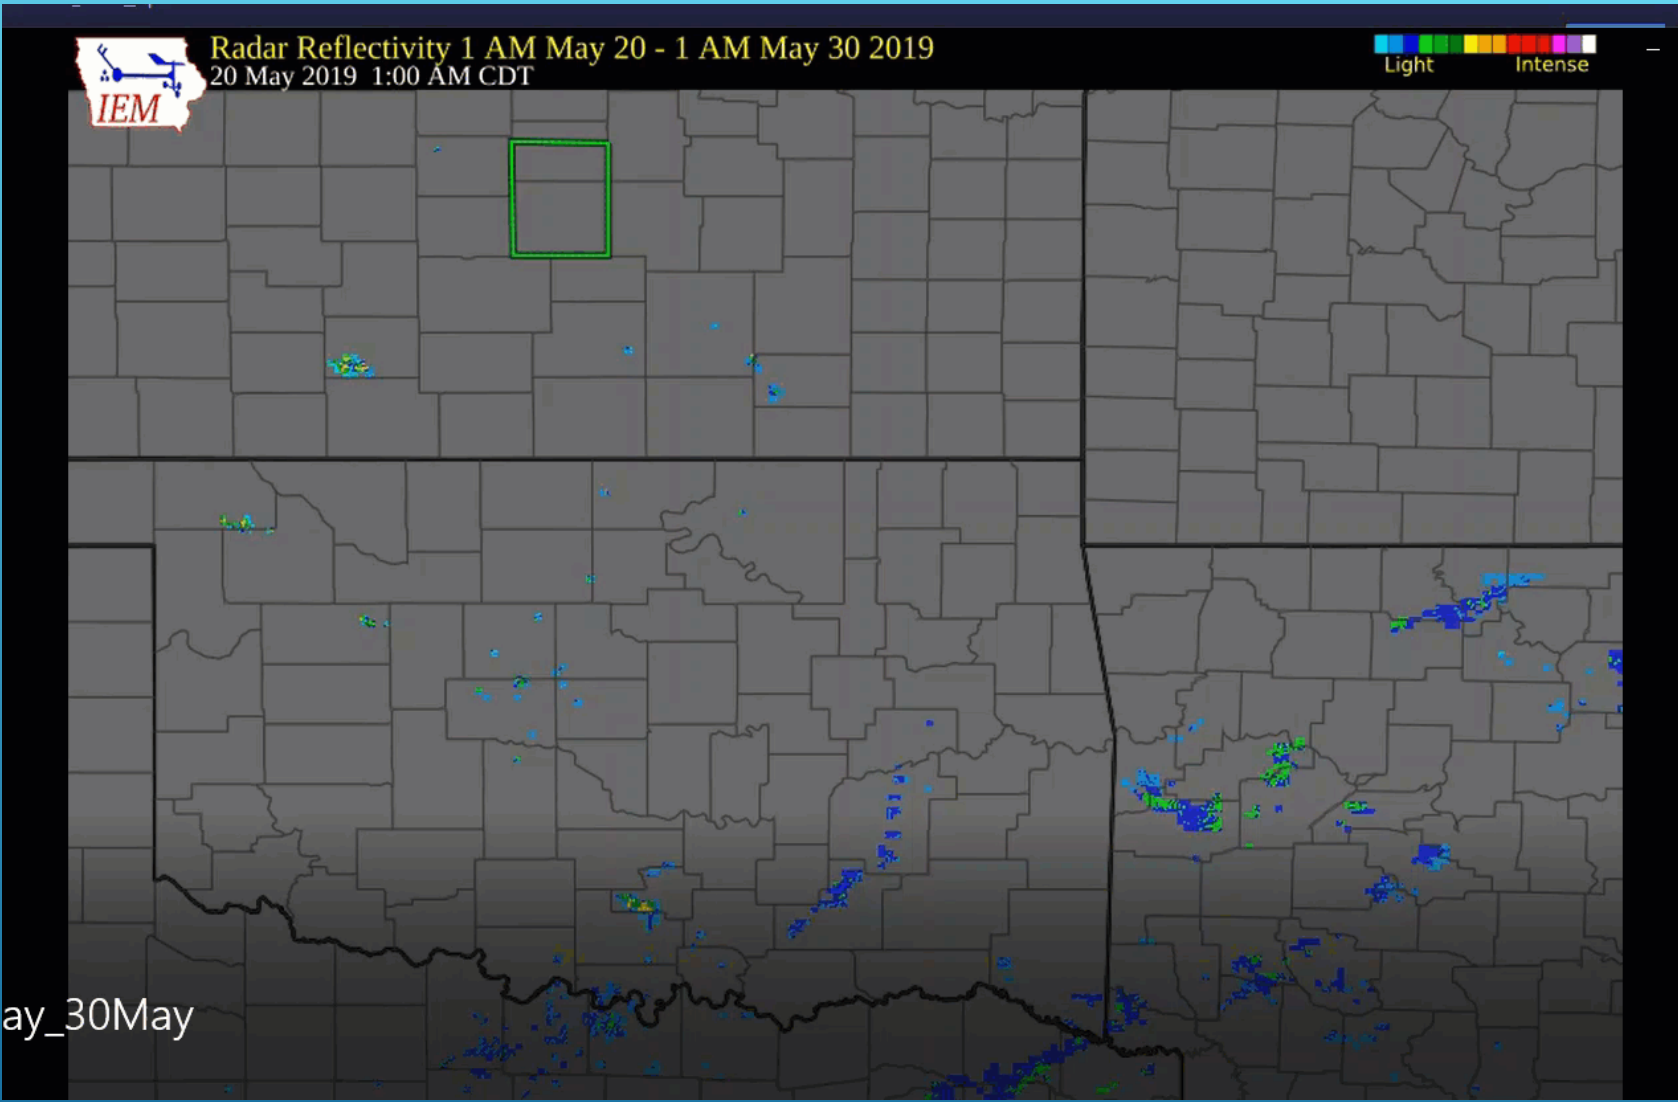 Radar Reflectivity 1 AM May 20 - 1 AM May 30 2019
20 May 2019 1:00 AM CDT
IEM
Light Intense
ay_30May